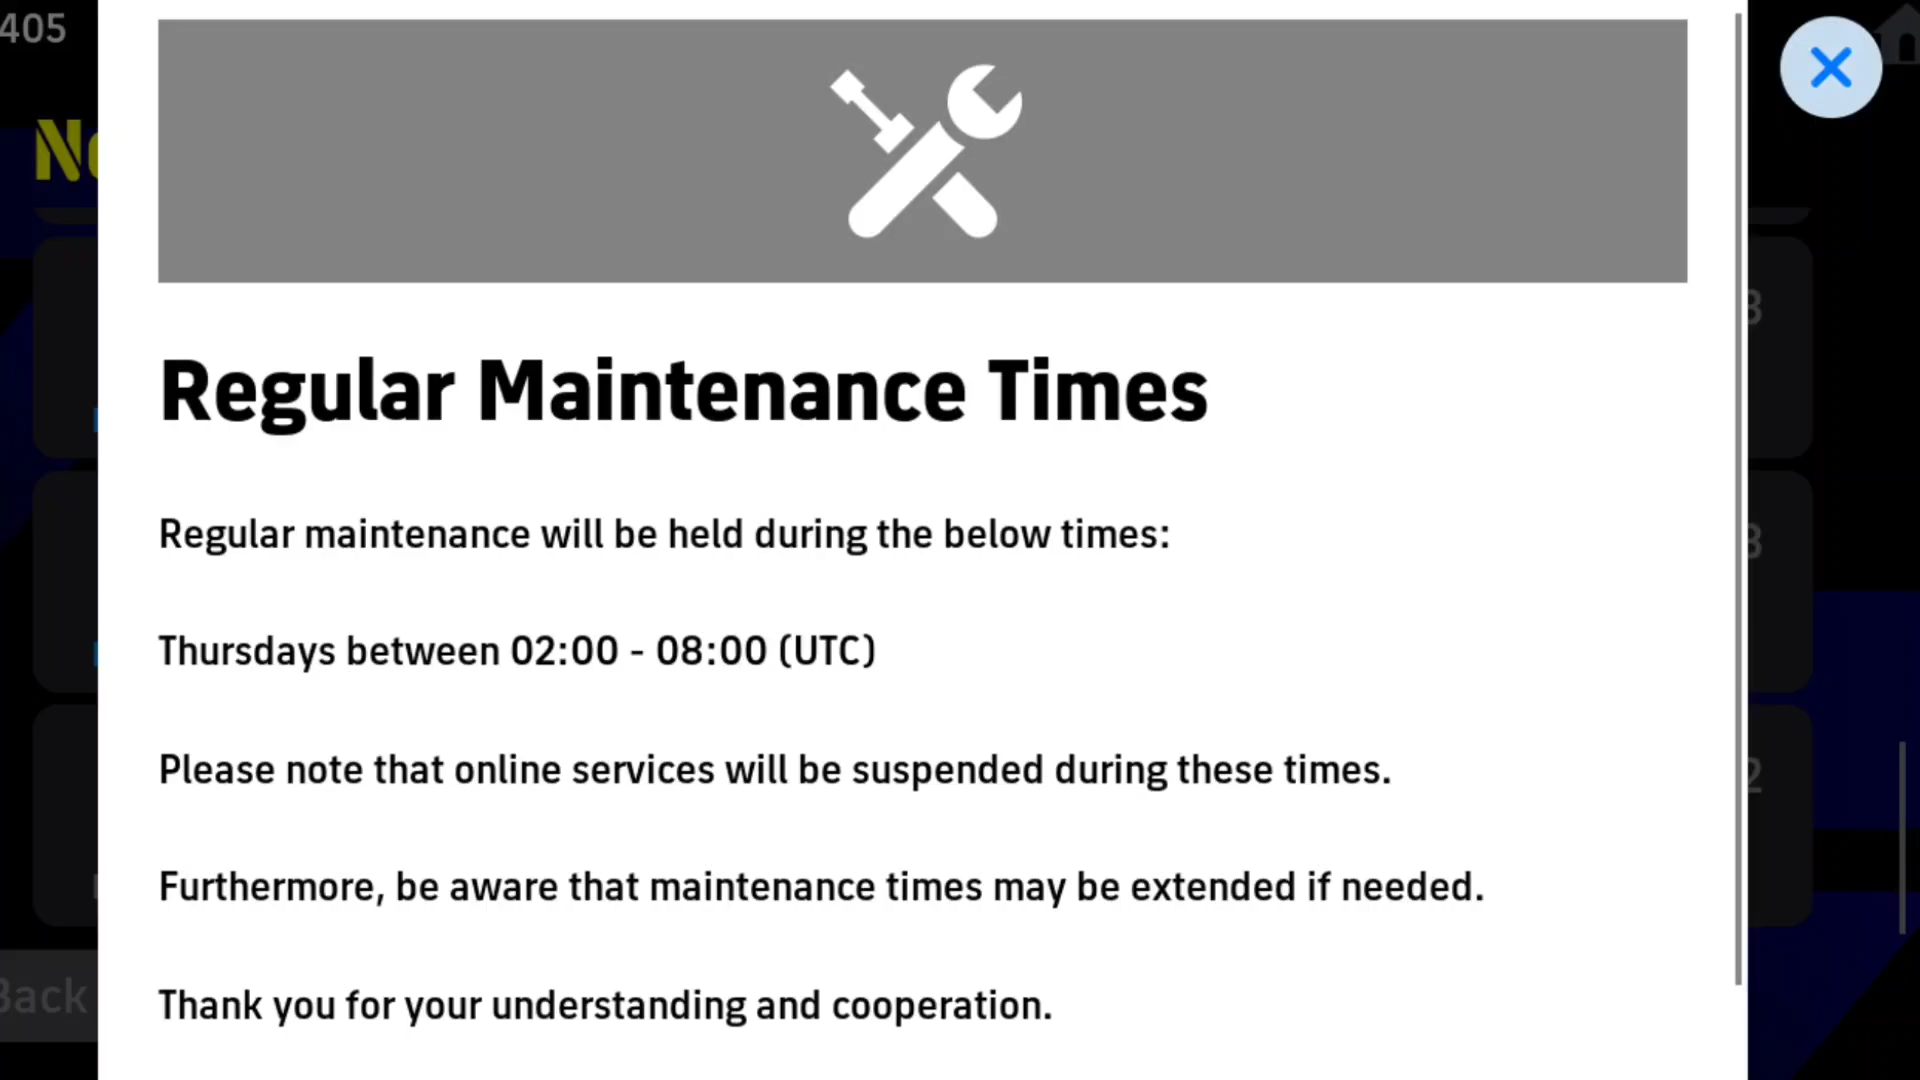 405
Regular Maintenance Times
Regular maintenance will be held during the below times:
Thursdays between 02:00 - 08:00 (UTC)
Please note that online services will be suspended during these times.
Furthermore, be aware that maintenance times may be extended if needed.
Back
Thank you for your understanding and cooperation.